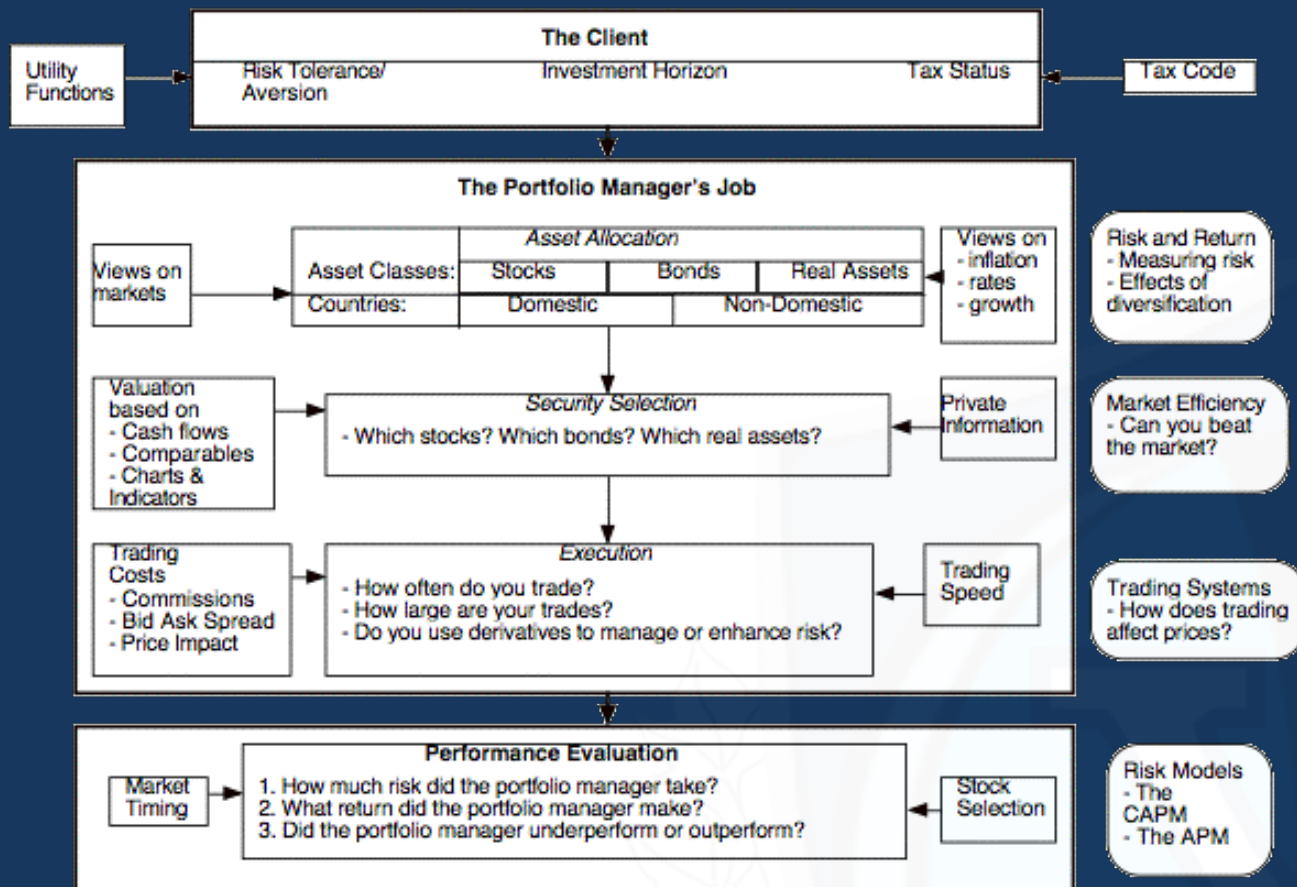 The Client
Utility
Functions
Risk Tolerance/
Aversion
Investment Horizon
Tax Status
Tax Code
The Portfolio Manager's Job
Views on
markets
Asset Allocation
Asset Classes:
Stocks
Bonds
Real Assets
Countries:
Domestic
Non-Domestic
Views on
- inflation
- rates
- growth
Risk and Return
- Measuring risk
- Effects of
diversification
Valuation
based on
- Cash flows
- Comparables
- Charts &
Indicators
Security Selection
- Which stocks? Which bonds? Which real assets?
Private
Information
Market Efficiency
- Can you beat
the market?
Trading
Costs
- Commissions
- Bid Ask Spread
- Price Impact
Execution
- How often do you trade?
- How large are your trades?
- Do you use derivatives to manage or enhance risk?
Trading
Speed
Trading Systems
- How does trading
affect prices?
Performance Evaluation
Market
Timing
1. How much risk did the portfolio manager take?
2. What return did the portfolio manager make?
3. Did the portfolio manager underperform or outperform?
Stock
Selection
Risk Models
- The
CAPM
- The APM